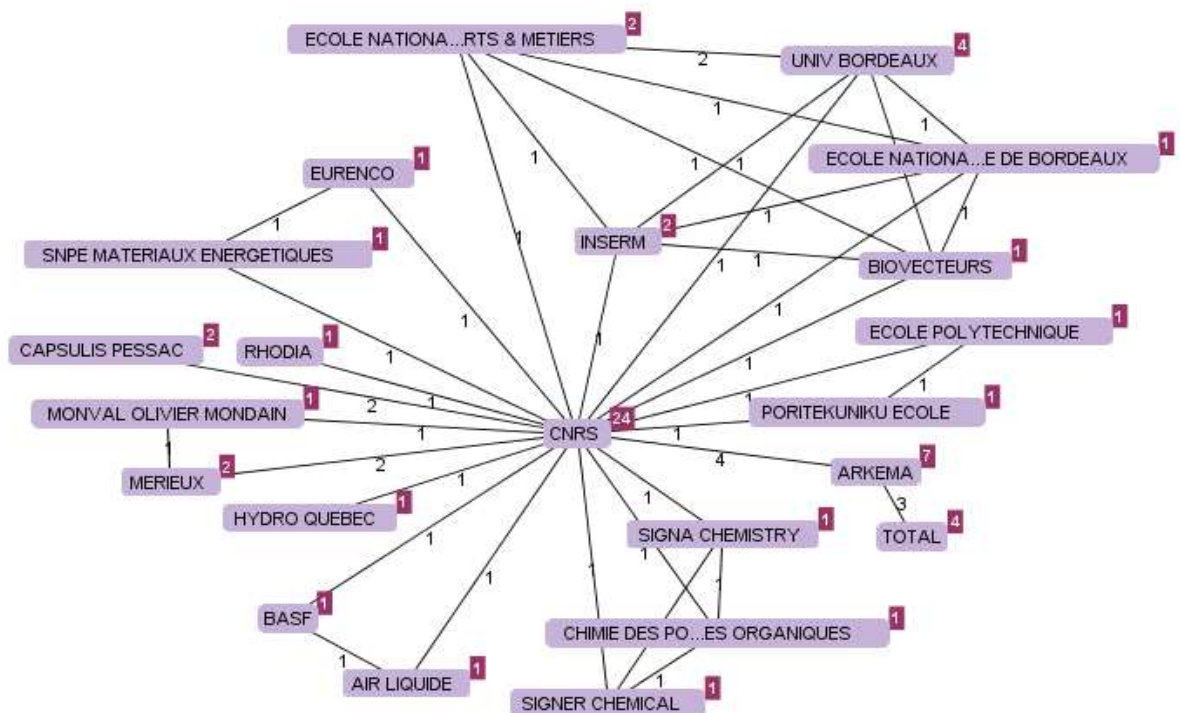 ECOLE NATIONA...RTS & METIERS 2
UNIV BORDEAUX 4
2
1
1
ECOLE NATIONA...E DE BORDEAUX 1
EURENCO 1
1
1 1
1
1
1
INSERM 2
SNPE MATERIAUX ENERGETIQUES 1
1
BIOVECTEURS 1
1 1
1
ECOLE POLYTECHNIQUE 1
1
1
CAPSULIS PESSAC 2
RHODIA 1
1
1
1
MONVAL OLIVIER MONDAIN 1
2
1
1
PORITEKUNIKU ECOLE 1
CNRS 24
1
1
1
MERIEUX 2
2
4
ARKEMA 7
1
HYDRO QUEBEC 1
1
3
SIGNA CHEMISTRY 1
TOTAL 4
1
1
1
1
1
BASF 1
CHIMIE DES PO...ES ORGANIQUES 1
1
AIR LIQUIDE 1
1
SIGNER CHEMICAL 1